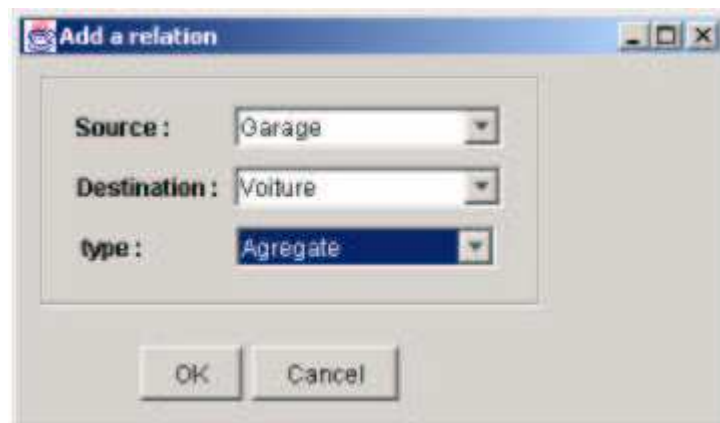 Add a relation
Source :
Garage
Destination :
Voiture
type :
Agregate
OK
Cancel